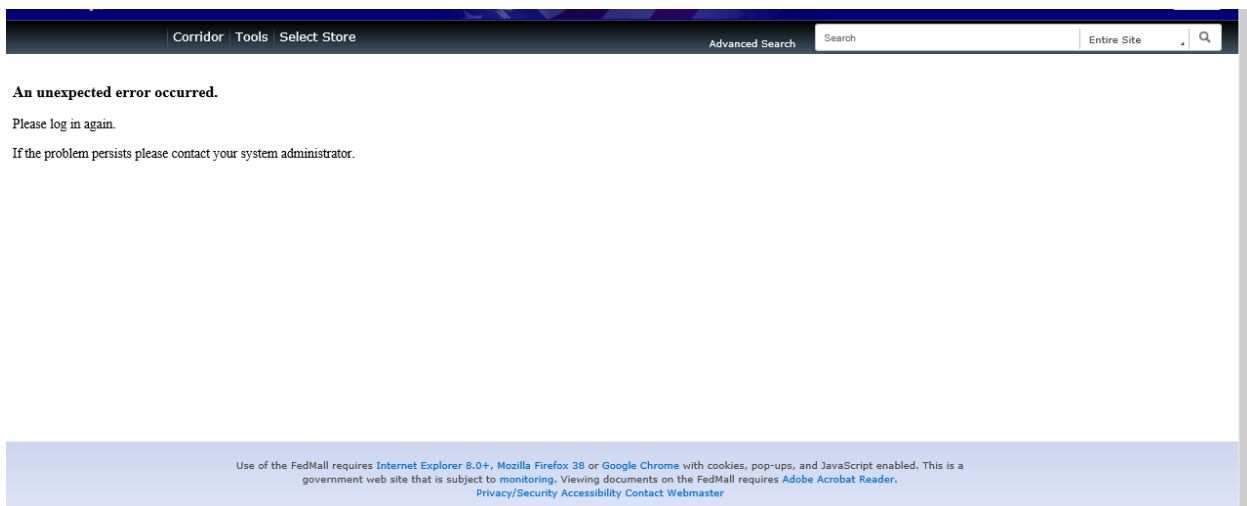 Corridor Tools Select Store
Advanced Search
Search
Entire Site
An unexpected error occurred.
Please log in again.
If the problem persists please contact your system administrator.
Use of the FedMall requires Internet Explorer 8.0+, Mozilla Firefox 38 or Google Chrome with cookies, pop-ups, and JavaScript enabled. This is a
government web site that is subject to monitoring. Viewing documents on the FedMall requires Adobe Acrobat Reader.
Privacy/Security Accessibility Contact Webmaster